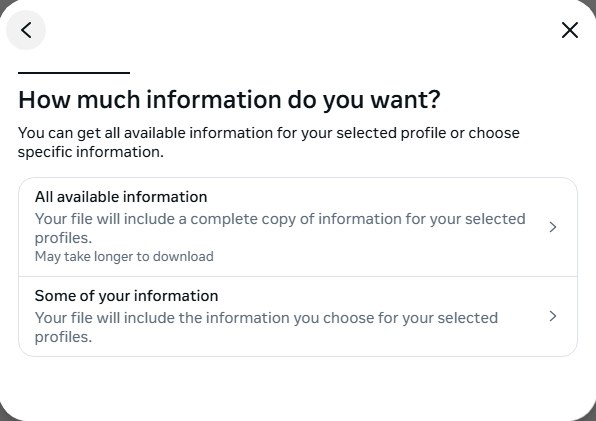 How much information do you want?
You can get all available information for your selected profile or choose
specific information.
All available information
Your file will include a complete copy of information for your selected
profiles.
May take longer to download
Some of your information
Your file will include the information you choose for your selected
profiles.